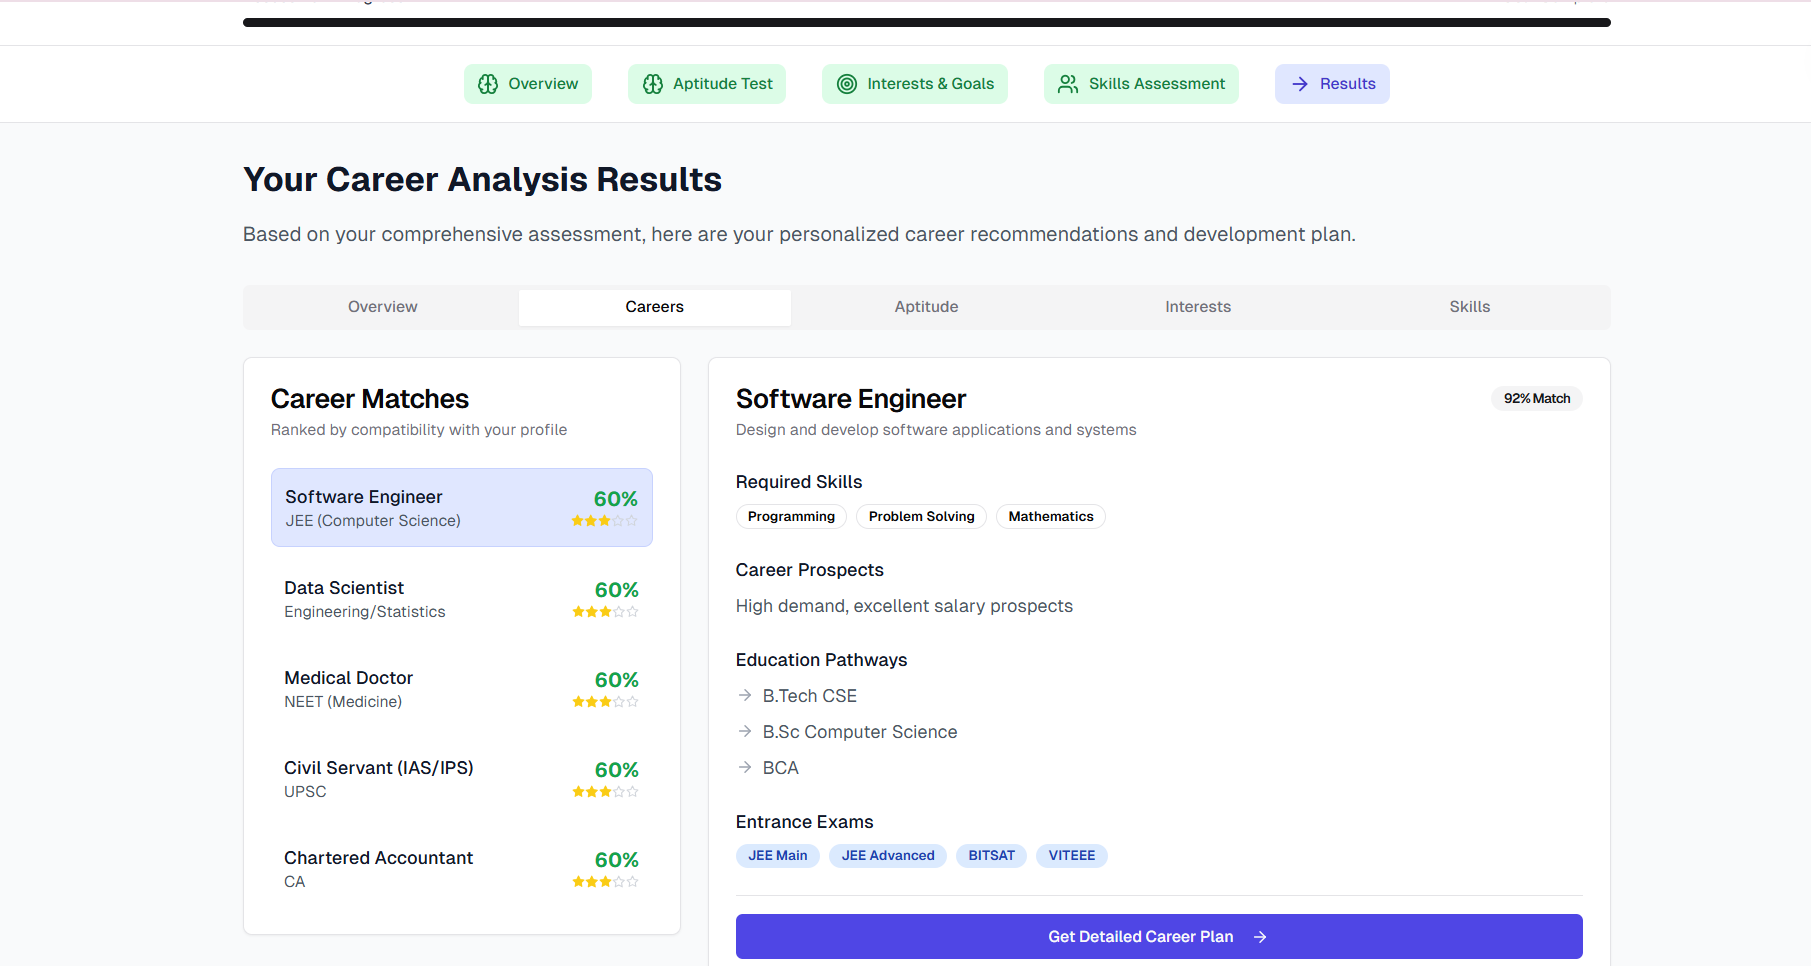 Overview
Aptitude Test
Interests & Goals
Skills Assessment
Results
Your Career Analysis Results
Based on your comprehensive assessment, here are your personalized career recommendations and development plan.
Overview
Careers
Aptitude
Interests
Skills
Career Matches
Ranked by compatibility with your profile
Software Engineer
60%
JEE (Computer Science)
Data Scientist
60%
Engineering/Statistics
Medical Doctor
60%
NEET (Medicine)
Civil Servant (IAS/IPS)
60%
UPSC
Chartered Accountant
60%
CA
Software Engineer
92% Match
Design and develop software applications and systems
Required Skills
Programming
Problem Solving
Mathematics
Career Prospects
High demand, excellent salary prospects
Education Pathways
B.Tech CSE
B.Sc Computer Science
BCA
Entrance Exams
JEE Main
JEE Advanced
BITSAT
VITEEE
Get Detailed Career Plan